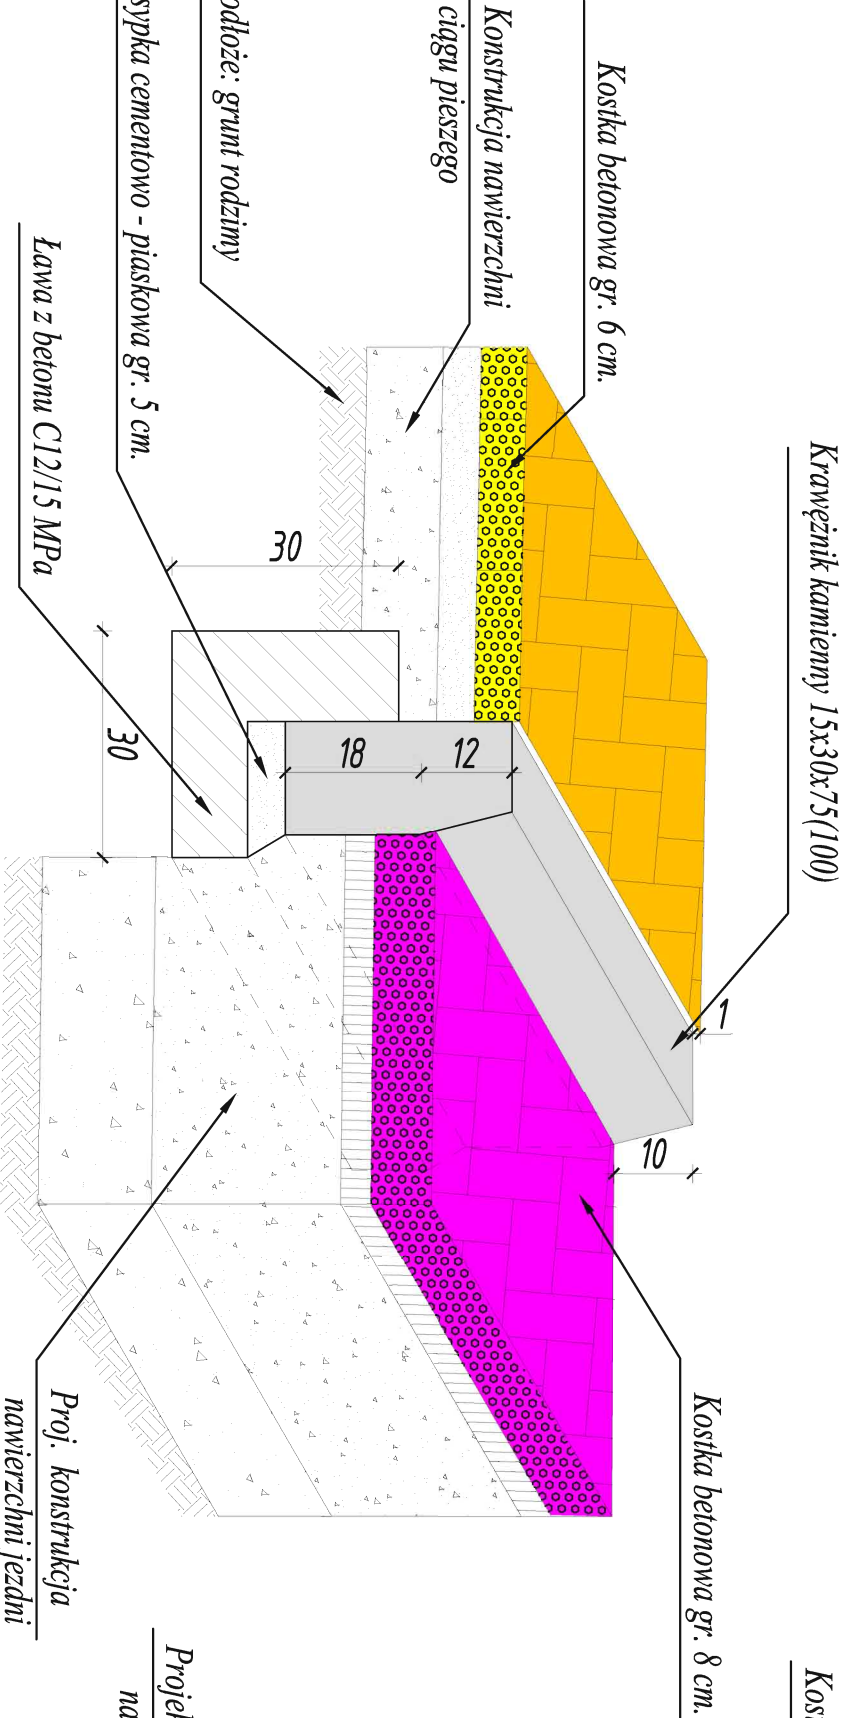 Krawężnik kamienny 15x30x75(100)
Kostka betonowa gr. 6 cm.
Konstrukcja nawierzchni
ciągu pieszego
odłoże: grunt rodzimy
sypka cementowo - piaskowa gr. 5 cm.
Ława z betonu C12/15 MPa
1
10
12
18
30
30
Kostka betonowa gr. 8 cm.
Proj. konstrukcja
nawierzchni jezdni